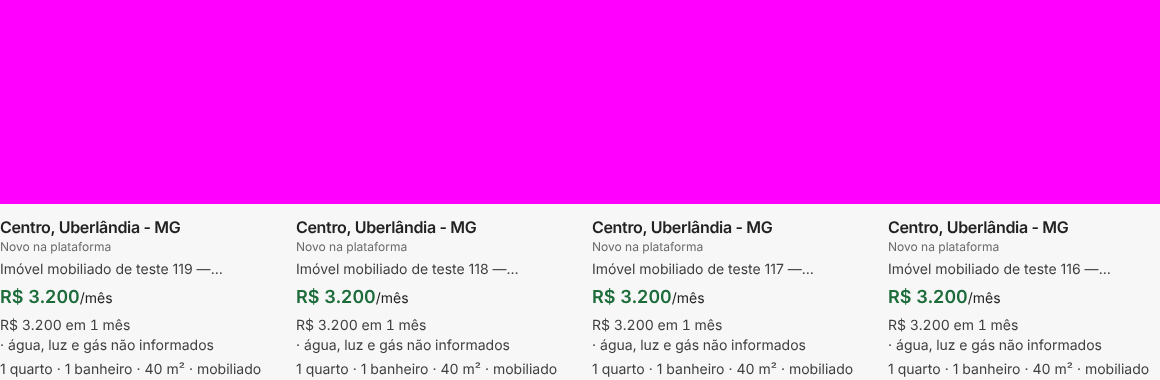 Centro, Uberlândia - MG
Novo na plataforma
Imóvel mobiliado de teste 119 —...
R$ 3.200/mês
R$ 3.200 em 1 mês
· água, luz e gás não informados
1 quarto · 1 banheiro · 40 m² · mobiliado
Centro, Uberlândia - MG
Novo na plataforma
Imóvel mobiliado de teste 118 —...
R$ 3.200/mês
R$ 3.200 em 1 mês
· água, luz e gás não informados
1 quarto · 1 banheiro · 40 m² · mobiliado
Centro, Uberlândia - MG
Novo na plataforma
Imóvel mobiliado de teste 117 —...
R$ 3.200/mês
R$ 3.200 em 1 mês
· água, luz e gás não informados
1 quarto · 1 banheiro · 40 m² · mobiliado
Centro, Uberlândia - MG
Novo na plataforma
Imóvel mobiliado de teste 116 —...
R$ 3.200/mês
R$ 3.200 em 1 mês
· água, luz e gás não informados
1 quarto · 1 banheiro · 40 m² · mobiliado